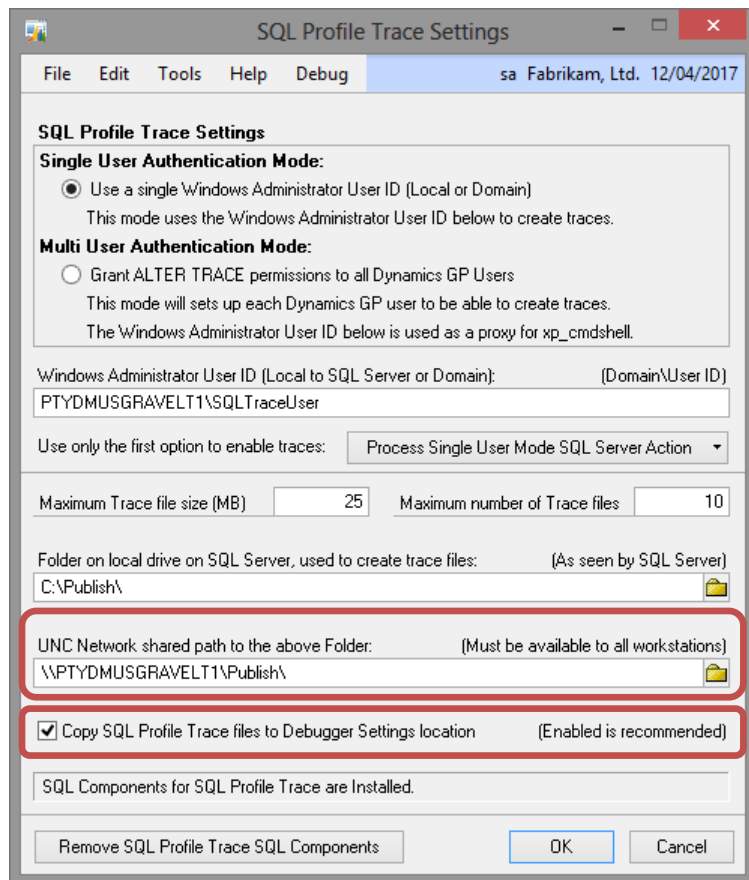 SQL Profile Trace Settings
File Edit Tools Help Debug sa Fabrikam, Ltd. 12/04/2017
SQL Profile Trace Settings
Single User Authentication Mode:
Use a single Windows Administrator User ID (Local or Domain)
This mode uses the Windows Administrator User ID below to create traces.
Multi User Authentication Mode:
Grant ALTER TRACE permissions to all Dynamics GP Users
This mode will sets up each Dynamics GP user to be able to create traces.
The Windows Administrator User ID below is used as a proxy for xp_cmdshell.
Windows Administrator User ID (Local to SQL Server or Domain): (Domain\User ID)
PTYDMUSGRAVELT1\SQLTraceUser
Use only the first option to enable traces: Process Single User Mode SQL Server Action
Maximum Trace file size (MB) 25 Maximum number of Trace files 10
Folder on local drive on SQL Server, used to create trace files: (As seen by SQL Server)
C:\Publish\
UNC Network shared path to the above Folder: (Must be available to all workstations)
\\PTYDMUSGRAVELT1\Publish\
Copy SQL Profile Trace files to Debugger Settings location (Enabled is recommended)
SQL Components for SQL Profile Trace are Installed.
Remove SQL Profile Trace SQL Components OK Cancel